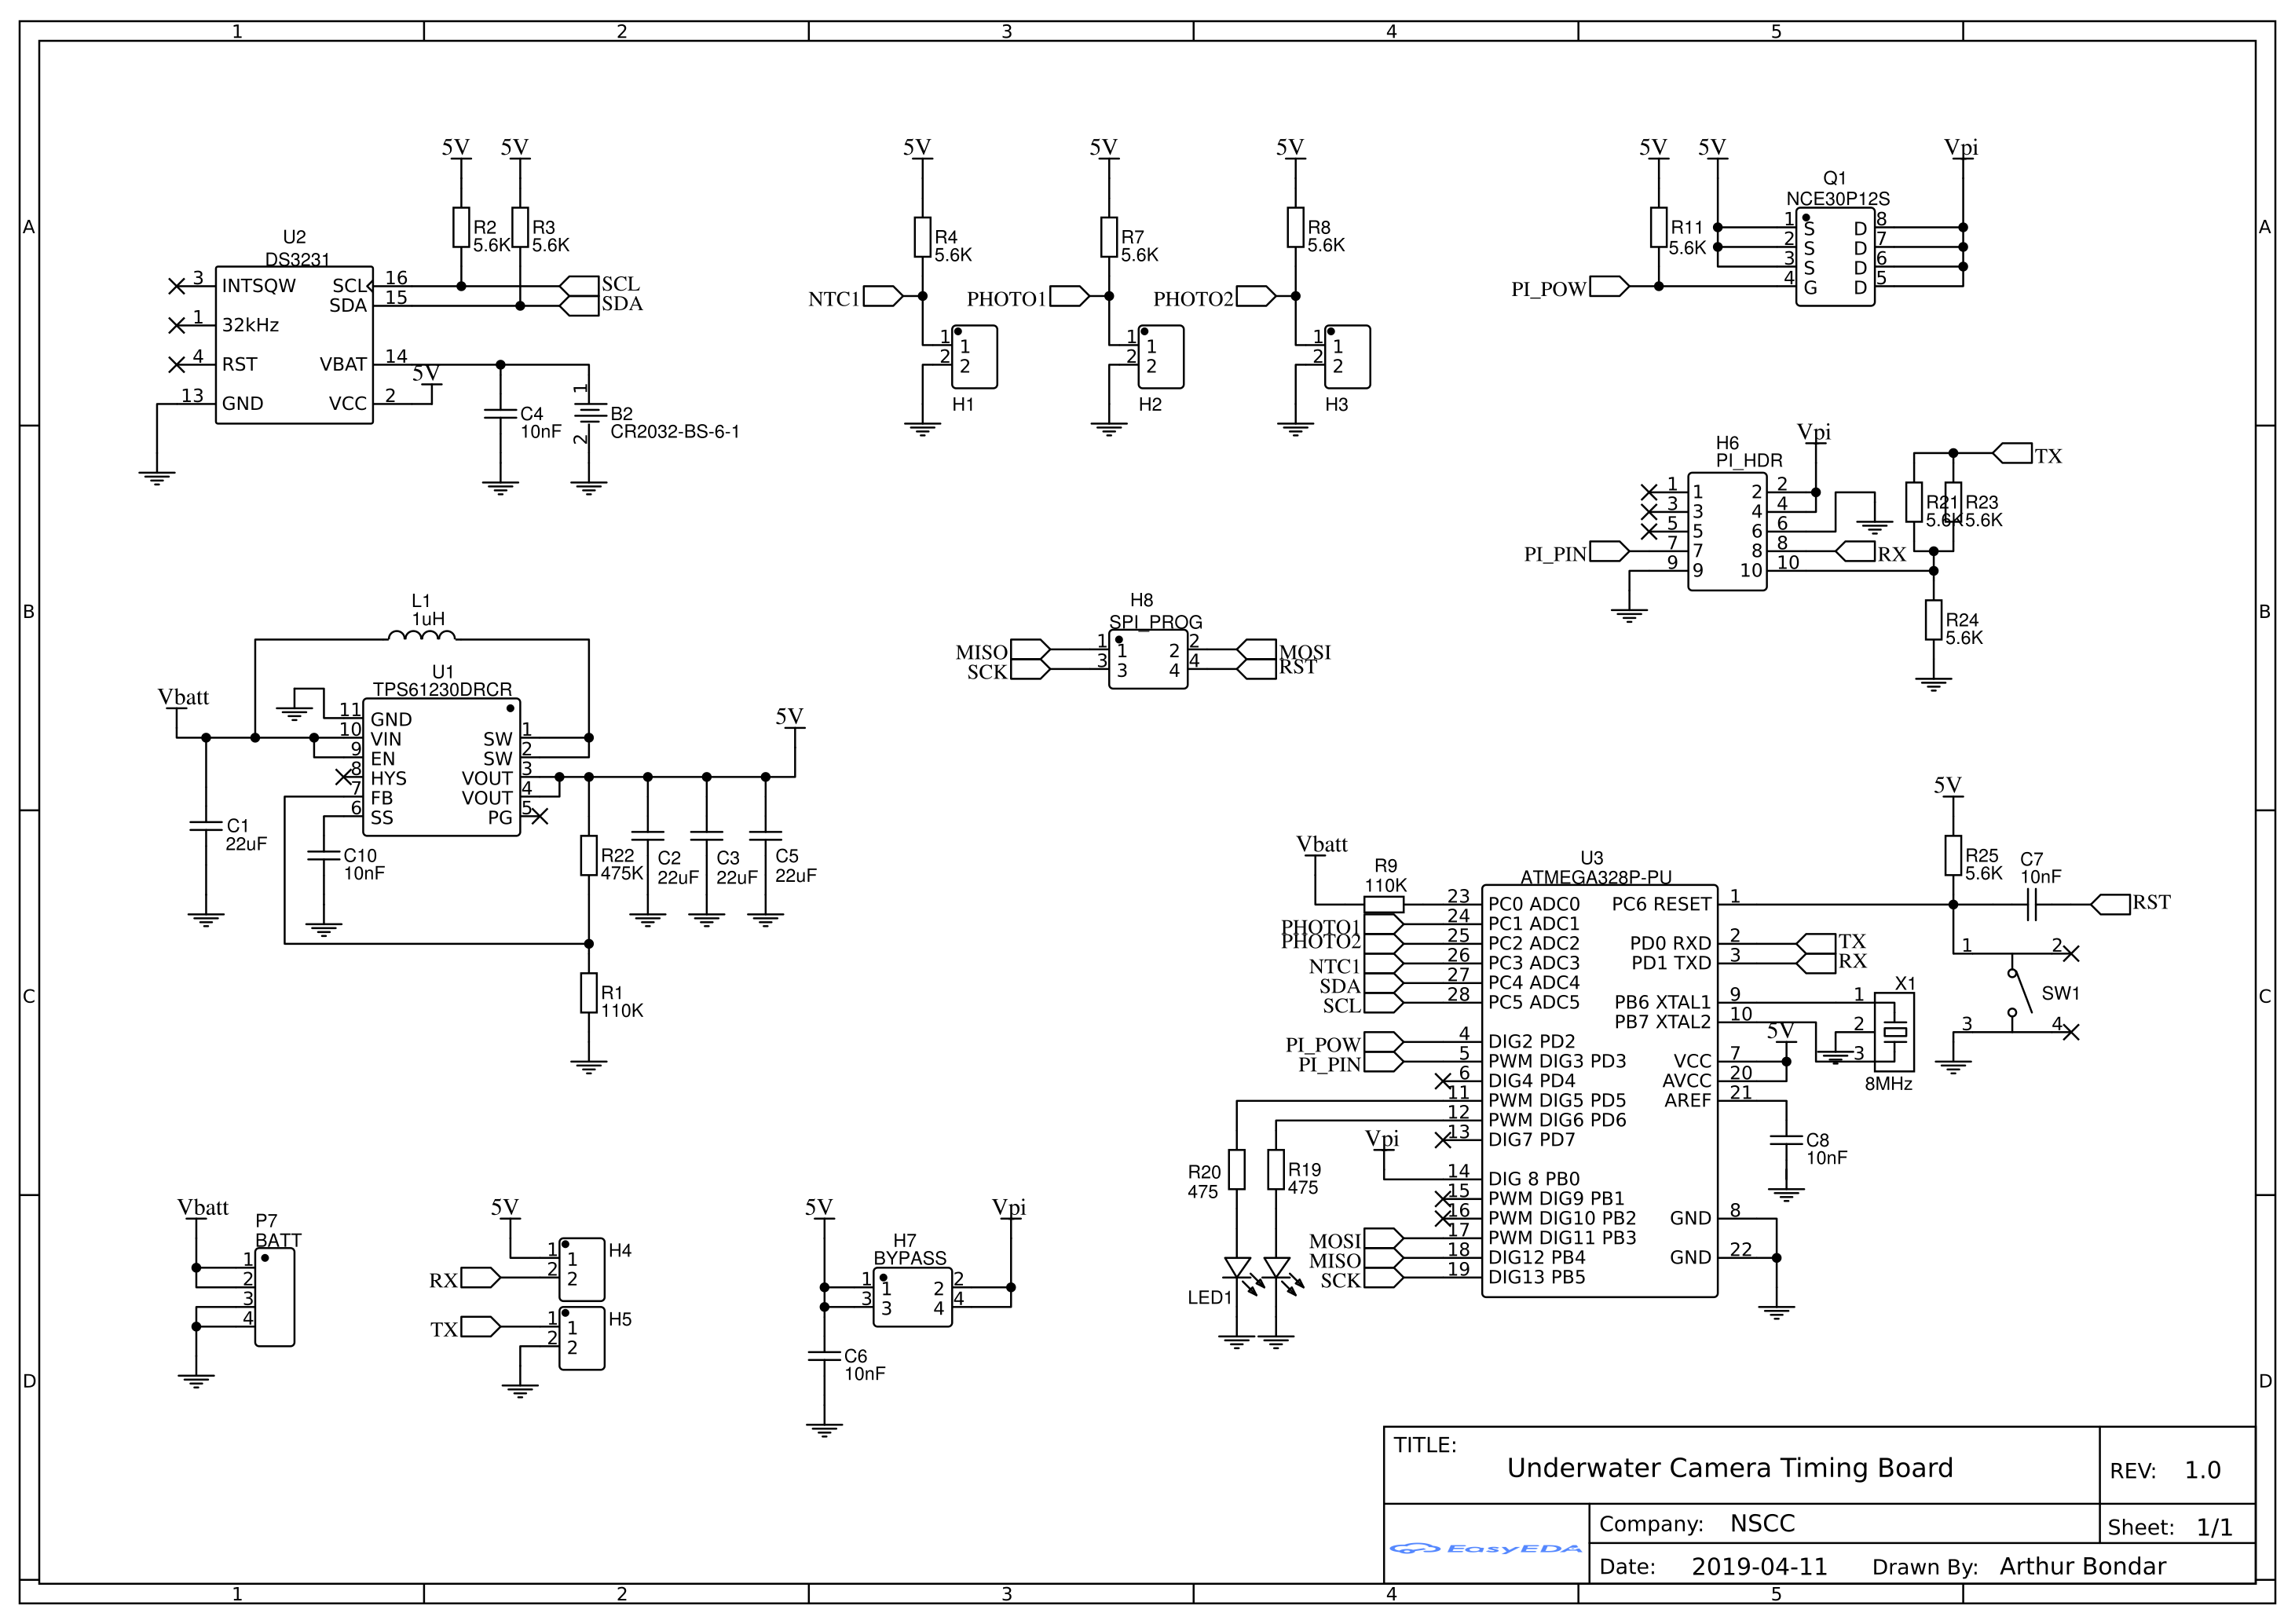 1 2 3 4 5
A A
B B
C C
D D
5V 5V
R2
5.6K
R3
5.6K
U2
DS3231
3 INTSQW SCL 16 SCL
SDA 15 SDA
1 32kHz
4 RST VBAT 14
5V
13 GND VCC 2
C4
10nF
1 B2 2
CR2032-BS-6-1
5V
R4
5.6K
NTC1
1 1
2 2
H1
5V
R7
5.6K
PHOTO1
1 1
2 2
H2
5V
R8
5.6K
PHOTO2
1 1
2 2
H3
5V 5V Vpi
Q1
NCE30P12S
R11
5.6K
1 S D 8
2 S D 7
3 S D 6
PI_POW 4 G D 5
Vpi
H6
PI_HDR
TX
1 1 2 2
3 3 4 4
5 5 6 6
PI_PIN 7 7 8 8 RX
9 9 10 10
R21
5.6K
R23
5.6K
R24
5.6K
L1
1uH
U1
TPS61230DRCR
Vbatt
5V
11 GND
10 VIN SW 1
9 EN SW 2
8 HYS VOUT 3
7 FB VOUT 4
6 SS PG 5
C1
22uF
C10
10nF
R22
475K
C2
22uF
C3
22uF
C5
22uF
R1
110K
H8
SPI_PROG
MISO 1 1 2 2 MOSI
SCK 3 3 4 4 RST
5V
R25
5.6K
C7
10nF
RST
Vbatt
R9
110K
U3
ATMEGA328P-PU
23 PC0 ADC0 PC6 RESET 1
PHOTO1 24 PC1 ADC1
PHOTO2 25 PC2 ADC2 PD0 RXD 2 TX
NTC1 26 PC3 ADC3 PD1 TXD 3 RX
SDA 27 PC4 ADC4
SCL 28 PC5 ADC5 PB6 XTAL1 9
PB7 XTAL2 10
PI_POW 4 DIG2 PD2
PI_PIN 5 PWM DIG3 PD3 VCC 7
6 DIG4 PD4 AVCC 20
11 PWM DIG5 PD5 AREF 21
12 PWM DIG6 PD6
13 DIG7 PD7
Vpi
14 DIG 8 PB0
15 PWM DIG9 PB1
16 PWM DIG10 PB2 GND 8
MOSI 17 PWM DIG11 PB3
MISO 18 DIG12 PB4 GND 22
SCK 19 DIG13 PB5
5V
X1
1
2
3
8MHz
1 2
SW1
3 4
C8
10nF
R20
475
R19
475
LED1
Vbatt
P7
BATT
1
2
3
4
5V
1 1 H4
RX 2 2
TX 1 1 H5
2 2
5V Vpi
H7
BYPASS
1 1 2 2
3 3 4 4
C6
10nF
TITLE:
Underwater Camera Timing Board
REV: 1.0
EasyEDA
Company: NSCC
Sheet: 1/1
Date: 2019-04-11 Drawn By: Arthur Bondar
1 2 3 4 5